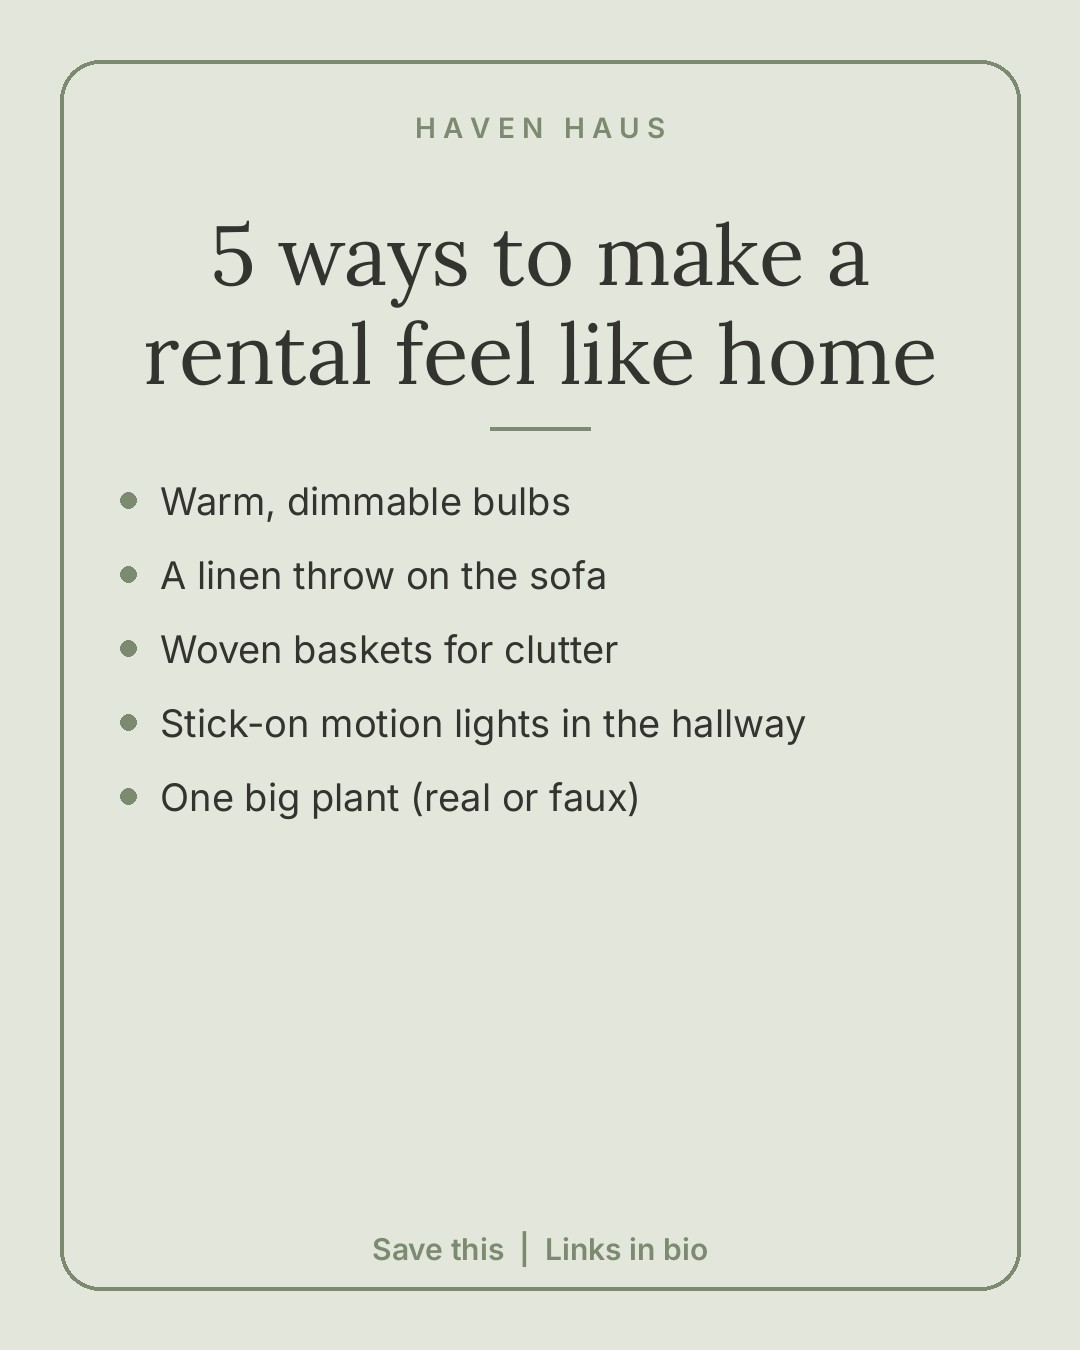 HAVEN HAUS
5 ways to make a
rental feel like home
Warm, dimmable bulbs
A linen throw on the sofa
Woven baskets for clutter
Stick-on motion lights in the hallway
One big plant (real or faux)
Save this | Links in bio